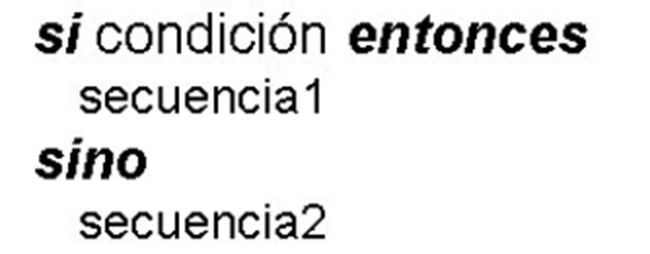 si condición entonces
secuencia1
sino
secuencia2